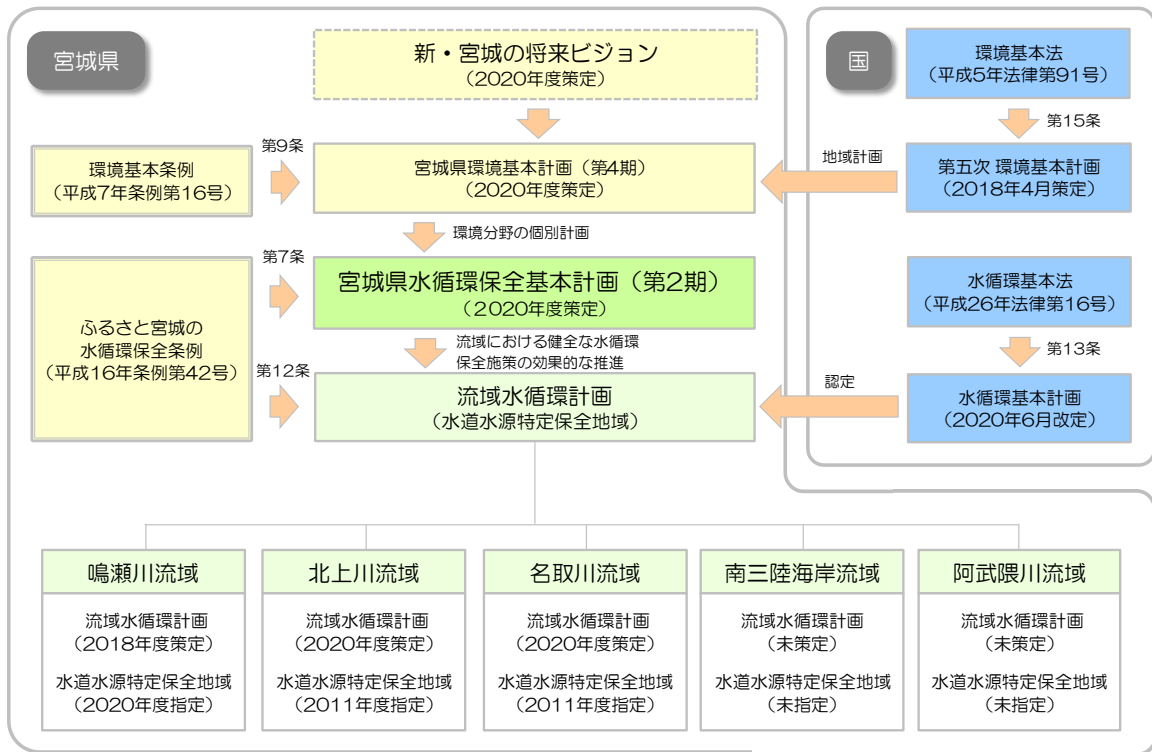 宮城県
新・宮城の将来ビジョン
（2020年度策定）
国
環境基本法
（平成5年法律第91号）
第15条
第9条
環境基本条例
（平成7年条例第16号）
宮城県環境基本計画（第4期）
（2020年度策定）
地域計画
第五次 環境基本計画
（2018年4月策定）
環境分野の個別計画
第7条
宮城県水循環保全基本計画（第2期）
（2020年度策定）
水循環基本法
（平成26年法律第16号）
ふるさと宮城の
水循環保全条例
（平成16年条例第42号）
流域における健全な水循環
保全施策の効果的な推進
第13条
第12条
流域水循環計画
（水道水源特定保全地域）
認定
水循環基本計画
（2020年6月改定）
鳴瀬川流域
流域水循環計画
（2018年度策定）
水道水源特定保全地域
（2020年度指定）
北上川流域
流域水循環計画
（2020年度策定）
水道水源特定保全地域
（2011年度指定）
名取川流域
流域水循環計画
（2020年度策定）
水道水源特定保全地域
（2011年度指定）
南三陸海岸流域
流域水循環計画
（未策定）
水道水源特定保全地域
（未指定）
阿武隈川流域
流域水循環計画
（未策定）
水道水源特定保全地域
（未指定）